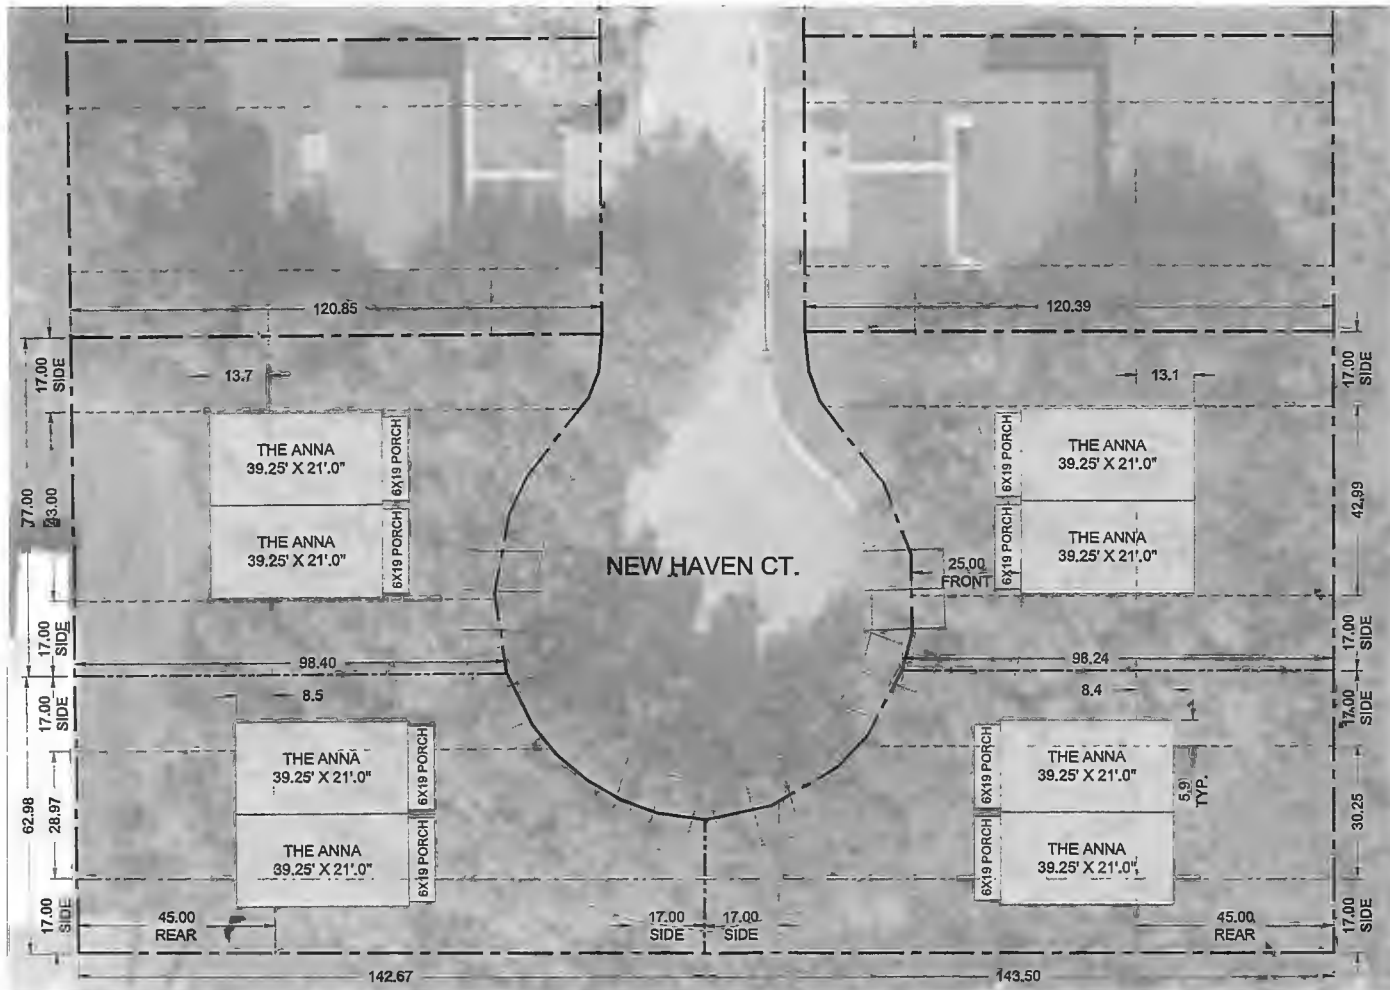 120.85
120.39
17.00
SIDE
13.7
13.1
17.00
SIDE
77.00
43.00
THE ANNA
39.25' X 21'.0"
6X19 PORCH
THE ANNA
39.25' X 21'.0"
6X19 PORCH
6X19 PORCH
THE ANNA
39.25' X 21'.0"
6X19 PORCH
THE ANNA
39.25' X 21'.0"
42.99
NEW HAVEN CT.
25.00
FRONT
17.00
SIDE
17.00
SIDE
98.40
98.24
17.00
SIDE
8.5
8.4
17.00
SIDE
62.98
28.97
THE ANNA
39.25' X 21'.0"
6X19 PORCH
THE ANNA
39.25' X 21'.0"
6X19 PORCH
6X19 PORCH
THE ANNA
39.25' X 21'.0"
6X19 PORCH
THE ANNA
39.25' X 21'.0"
5.9
TYP.
30.25
17.00
SIDE
45.00
REAR
17.00
SIDE
17.00
SIDE
45.00
REAR
17.00
SIDE
142.67
143.50